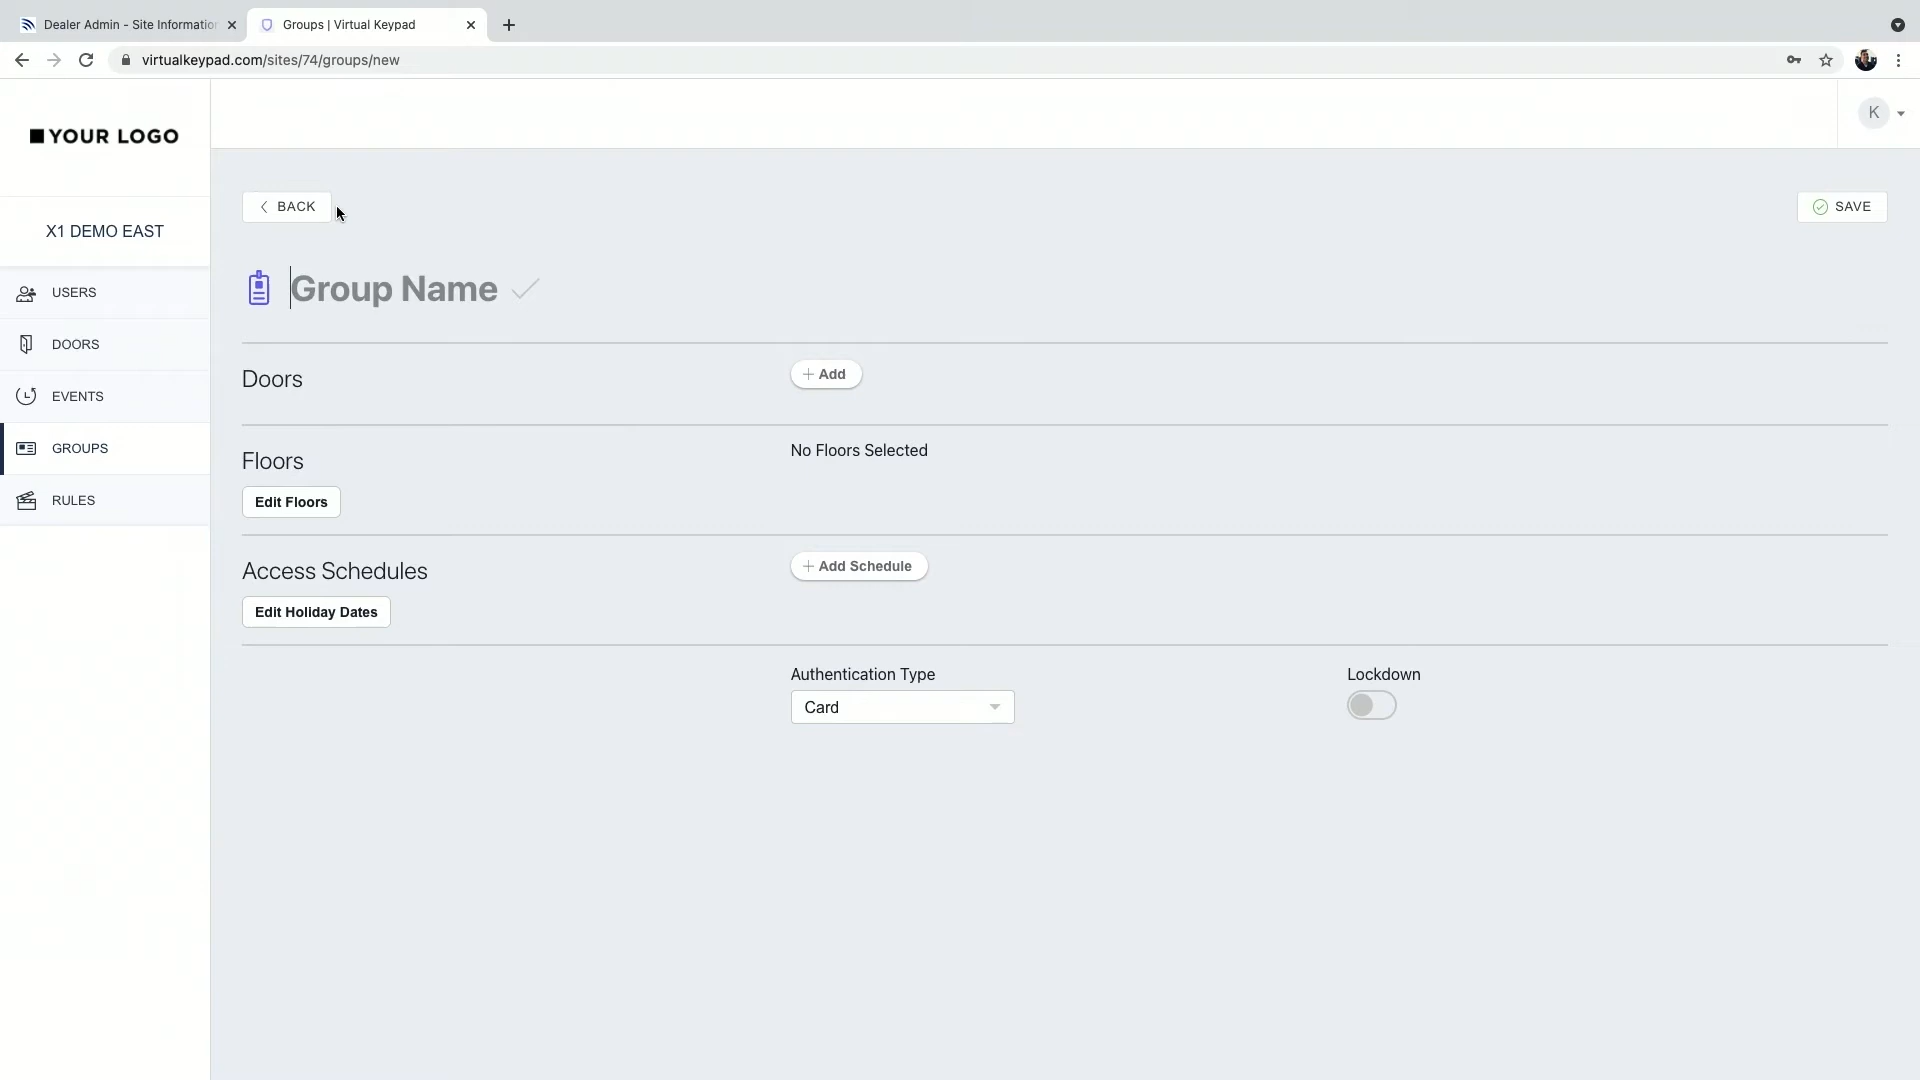 Dealer Admin - Site Information
Groups | Virtual Keypad
virtualkeypad.com/sites/74/groups/new
YOUR LOGO
K
X1 DEMO EAST
BACK
SAVE
Group Name
USERS
DOORS
EVENTS
GROUPS
RULES
Doors
+ Add
Floors
No Floors Selected
Edit Floors
Access Schedules
+ Add Schedule
Edit Holiday Dates
Authentication Type
Lockdown
Card